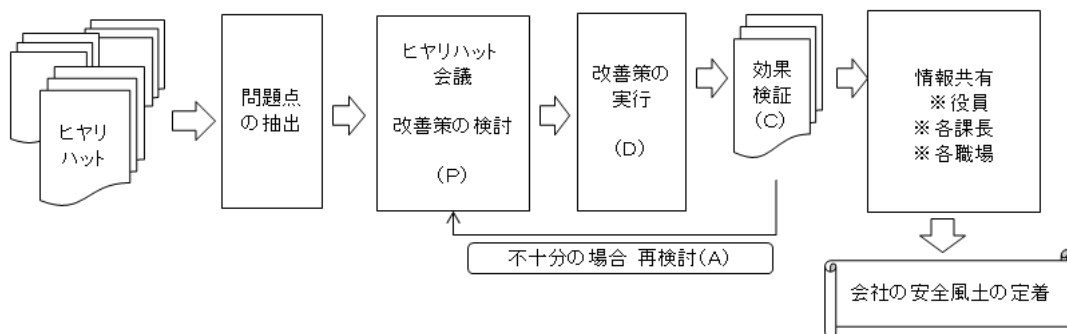 ヒヤリ
ハット
問題点
の抽出
ヒヤリハット
会議
改善策の検討
(P)
改善策の
実行
(D)
効果
検証
(C)
情報共有
※役員
※各課長
※各職場
不十分の場合 再検討(A)
会社の安全風土の定着